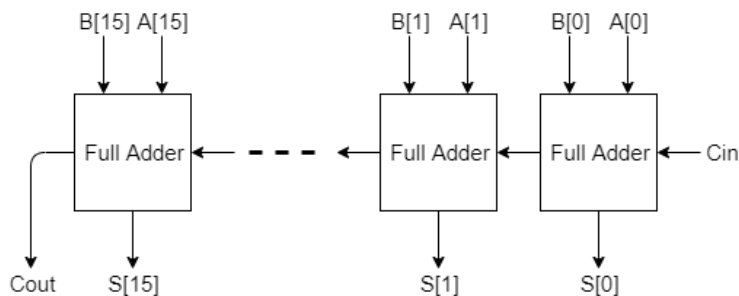 B[15] A[15] B[1] A[1] B[0] A[0]
Full Adder Full Adder Full Adder Cin
Cout S[15] S[1] S[0]